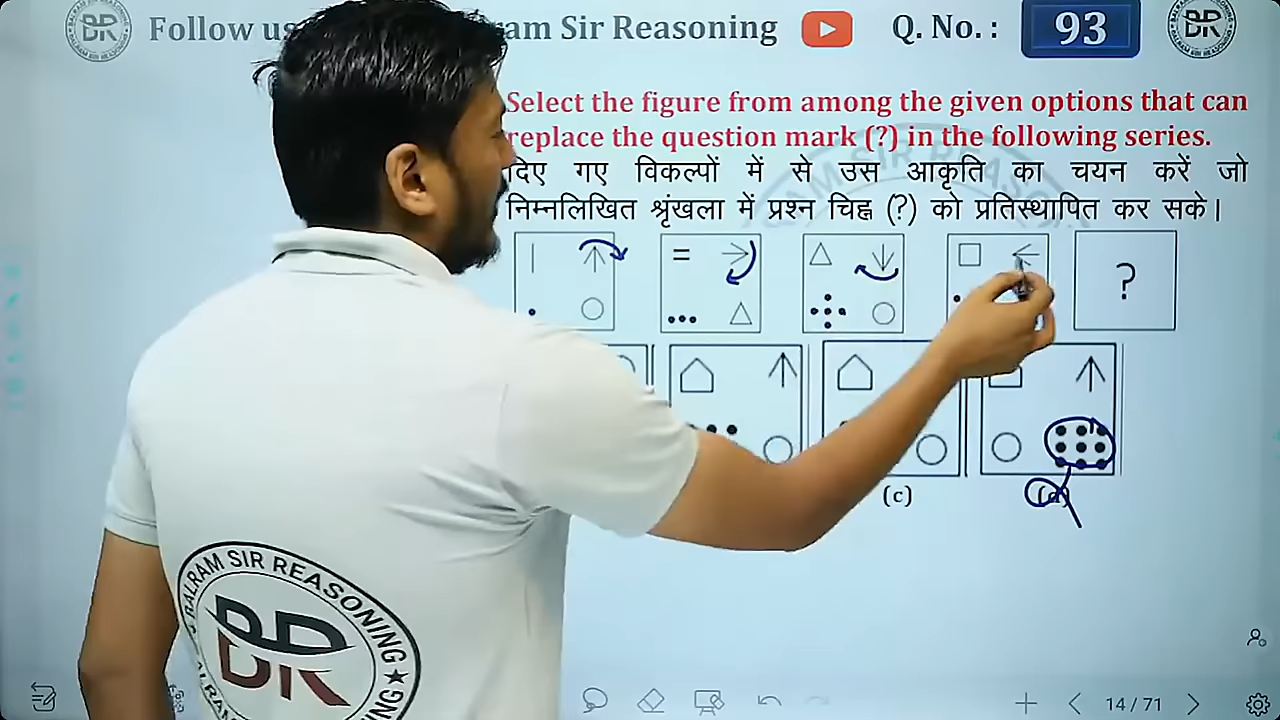 Follow us
am Sir Reasoning
Q. No. :
93
BR
Select the figure from among the given options that can
replace the question mark (?) in the following series.
दिए गए विकल्पों में से उस आकृति का चयन करें जो
निम्नलिखित श्रृंखला में प्रश्न चिह्न (?) को प्रतिस्थापित कर सके।
?
(c)
(d)
BALRAM SIR REASONING
BR
14 / 71